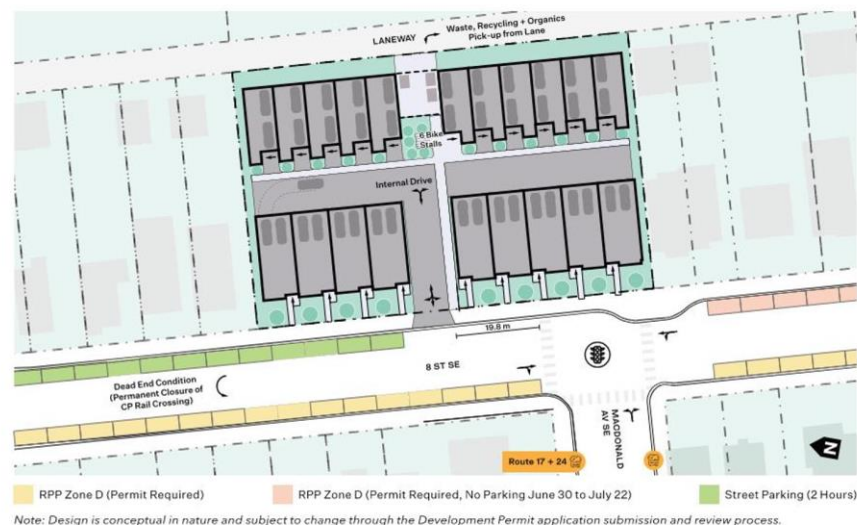 LANEWAY
Waste, Recycling + Organics
Pick-up from Lane
6 Bike
Stalls
Internal Drive
19.8 m
8 ST SE
Dead End Condition
(Permanent Closure of
CP Rail Crossing)
MACDONALD
AV SE
Route 17 + 24
N
RPP Zone D (Permit Required)
RPP Zone D (Permit Required, No Parking June 30 to July 22)
Street Parking (2 Hours)
Note: Design is conceptual in nature and subject to change through the Development Permit application submission and review process.